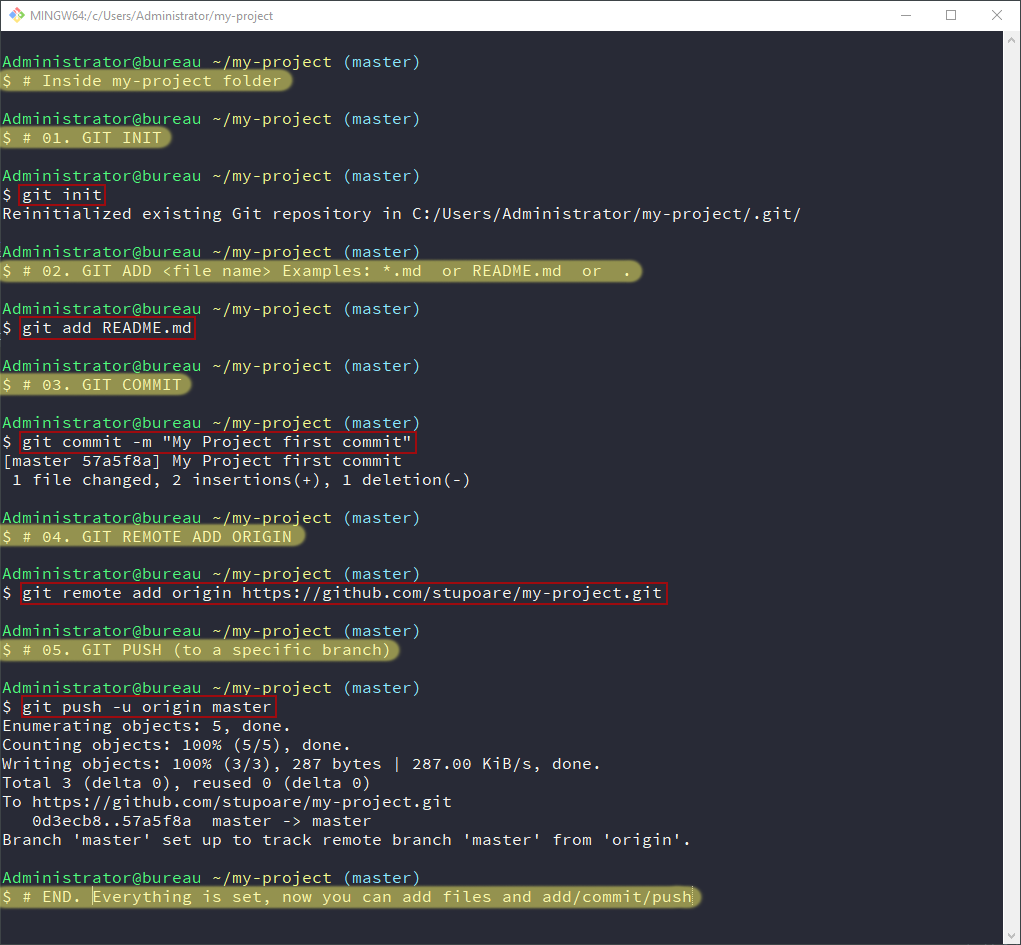 MINGW64:/c/Users/Administrator/my-project
Administrator@bureau ~/my-project (master)
$ # Inside my-project folder
Administrator@bureau ~/my-project (master)
$ # 01. GIT INIT
Administrator@bureau ~/my-project (master)
$ git init
Reinitialized existing Git repository in C:/Users/Administrator/my-project/.git/
Administrator@bureau ~/my-project (master)
$ # 02. GIT ADD <file name> Examples: *.md  or README.md  or  .
Administrator@bureau ~/my-project (master)
$ git add README.md
Administrator@bureau ~/my-project (master)
$ # 03. GIT COMMIT
Administrator@bureau ~/my-project (master)
$ git commit -m "My Project first commit"
[master 57a5f8a] My Project first commit
 1 file changed, 2 insertions(+), 1 deletion(-)
Administrator@bureau ~/my-project (master)
$ # 04. GIT REMOTE ADD ORIGIN
Administrator@bureau ~/my-project (master)
$ git remote add origin https://github.com/stupoare/my-project.git
Administrator@bureau ~/my-project (master)
$ # 05. GIT PUSH (to a specific branch)
Administrator@bureau ~/my-project (master)
$ git push -u origin master
Enumerating objects: 5, done.
Counting objects: 100% (5/5), done.
Writing objects: 100% (3/3), 287 bytes | 287.00 KiB/s, done.
Total 3 (delta 0), reused 0 (delta 0)
To https://github.com/stupoare/my-project.git
   0d3ecb8..57a5f8a  master -> master
Branch 'master' set up to track remote branch 'master' from 'origin'.
Administrator@bureau ~/my-project (master)
$ # END. Everything is set, now you can add files and add/commit/push